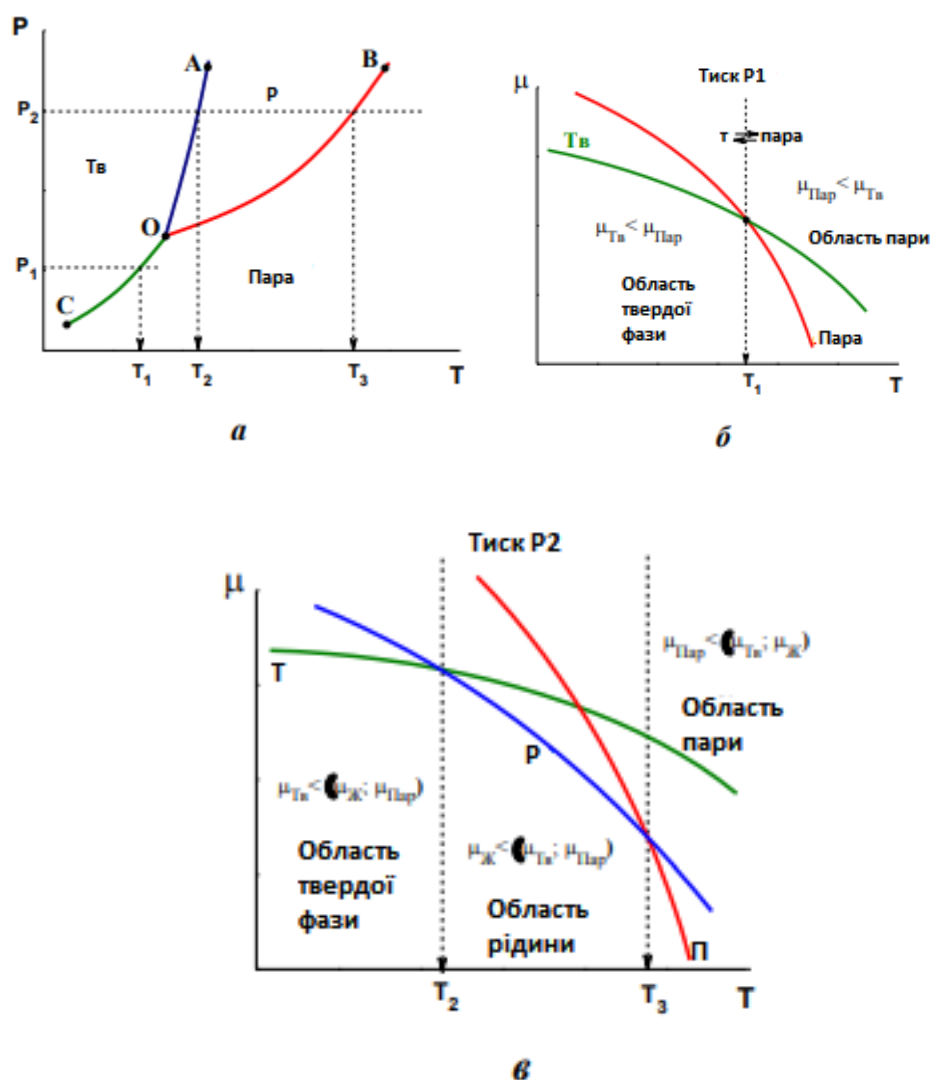 P
A
B
P₂
P
Тв
O
P₁
Пара
C
T₁
T₂
T₃
T
а
Тиск P1
μ
т ⇌ пара
Тв
μПар < μТв
μТв < μПар
Область пари
Область
твердої
фази
Пара
T₁
T
б
Тиск P2
μ
T
μПар < (μТв; μЖ)
Область
пари
P
μТв < (μЖ; μПар)
μЖ < (μТв; μПар)
Область
твердої
фази
Область
рідини
П
T₂
T₃
T
в